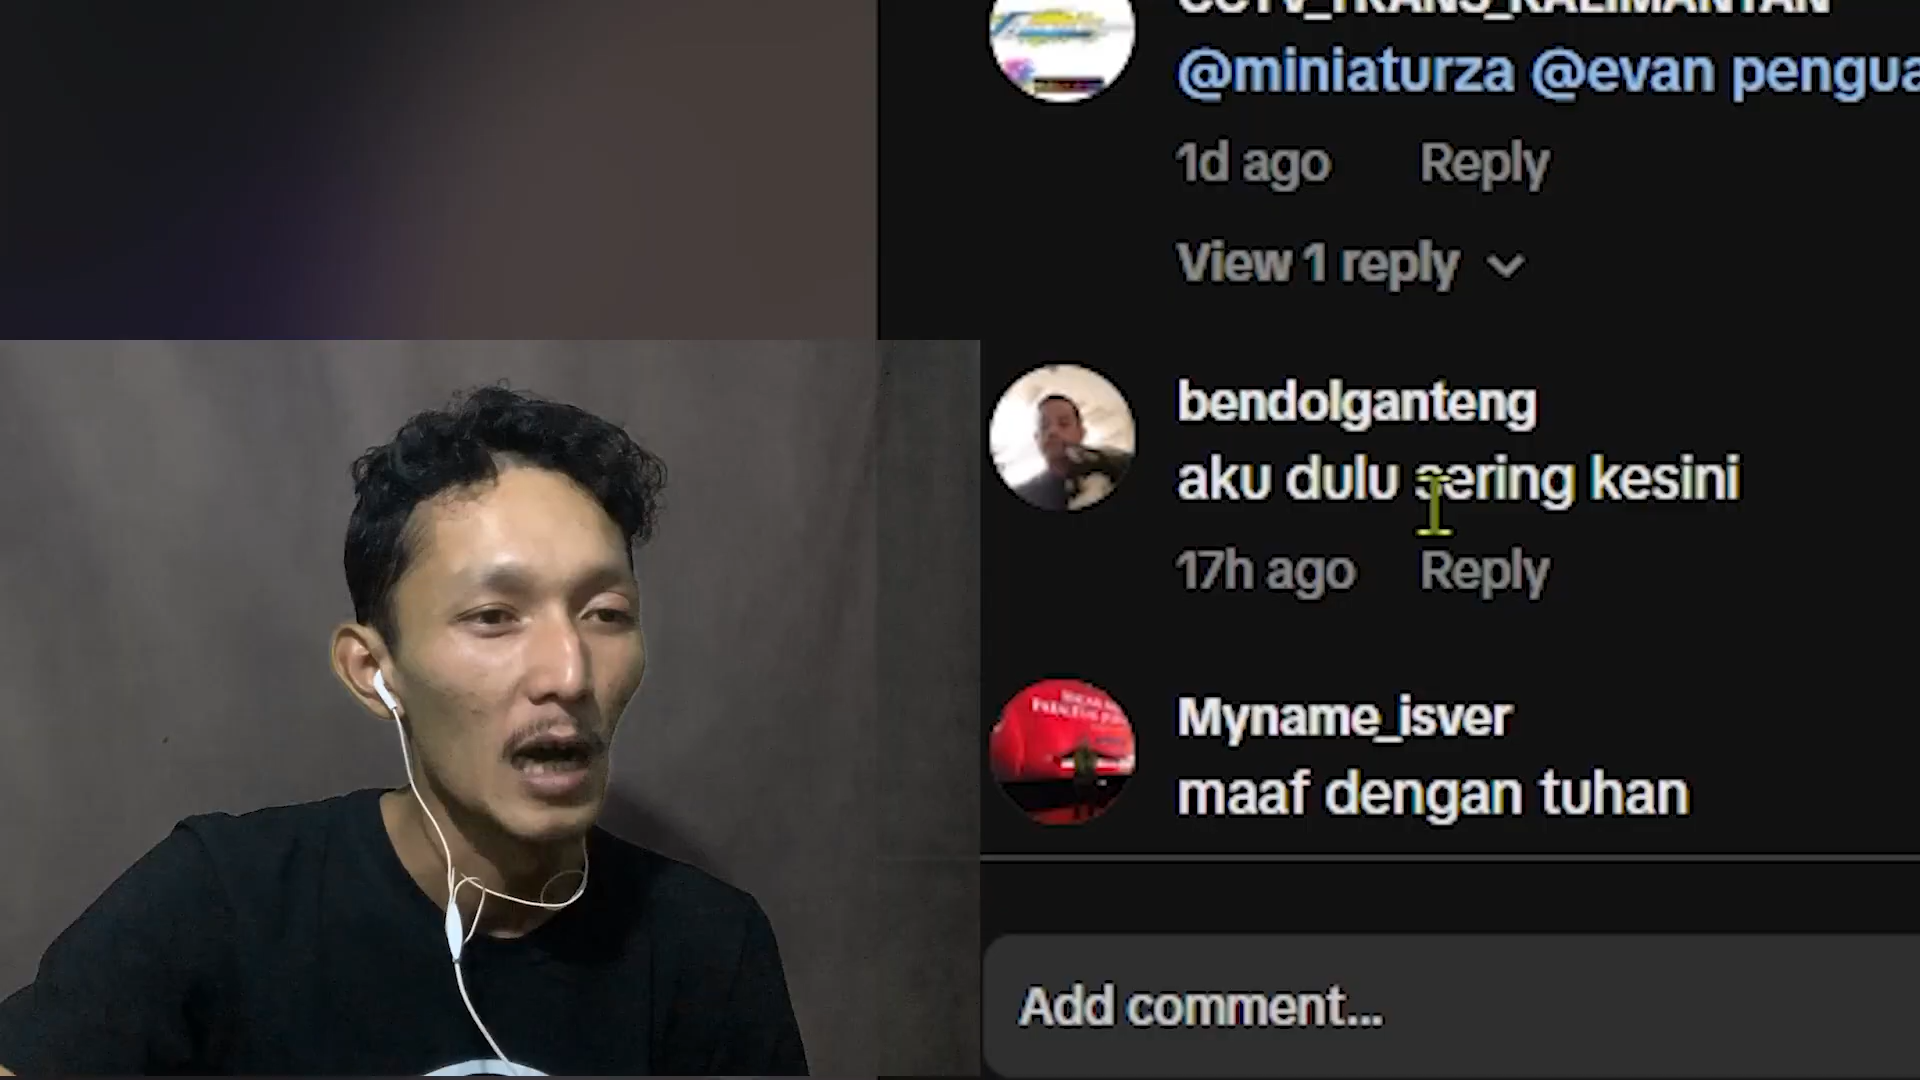 CCTV_TRANS_KALIMANTAN
@miniaturza @evan pengua
1d ago Reply
View 1 reply
bendolganteng
aku dulu sering kesini
17h ago Reply
Myname_isver
maaf dengan tuhan
Add comment...